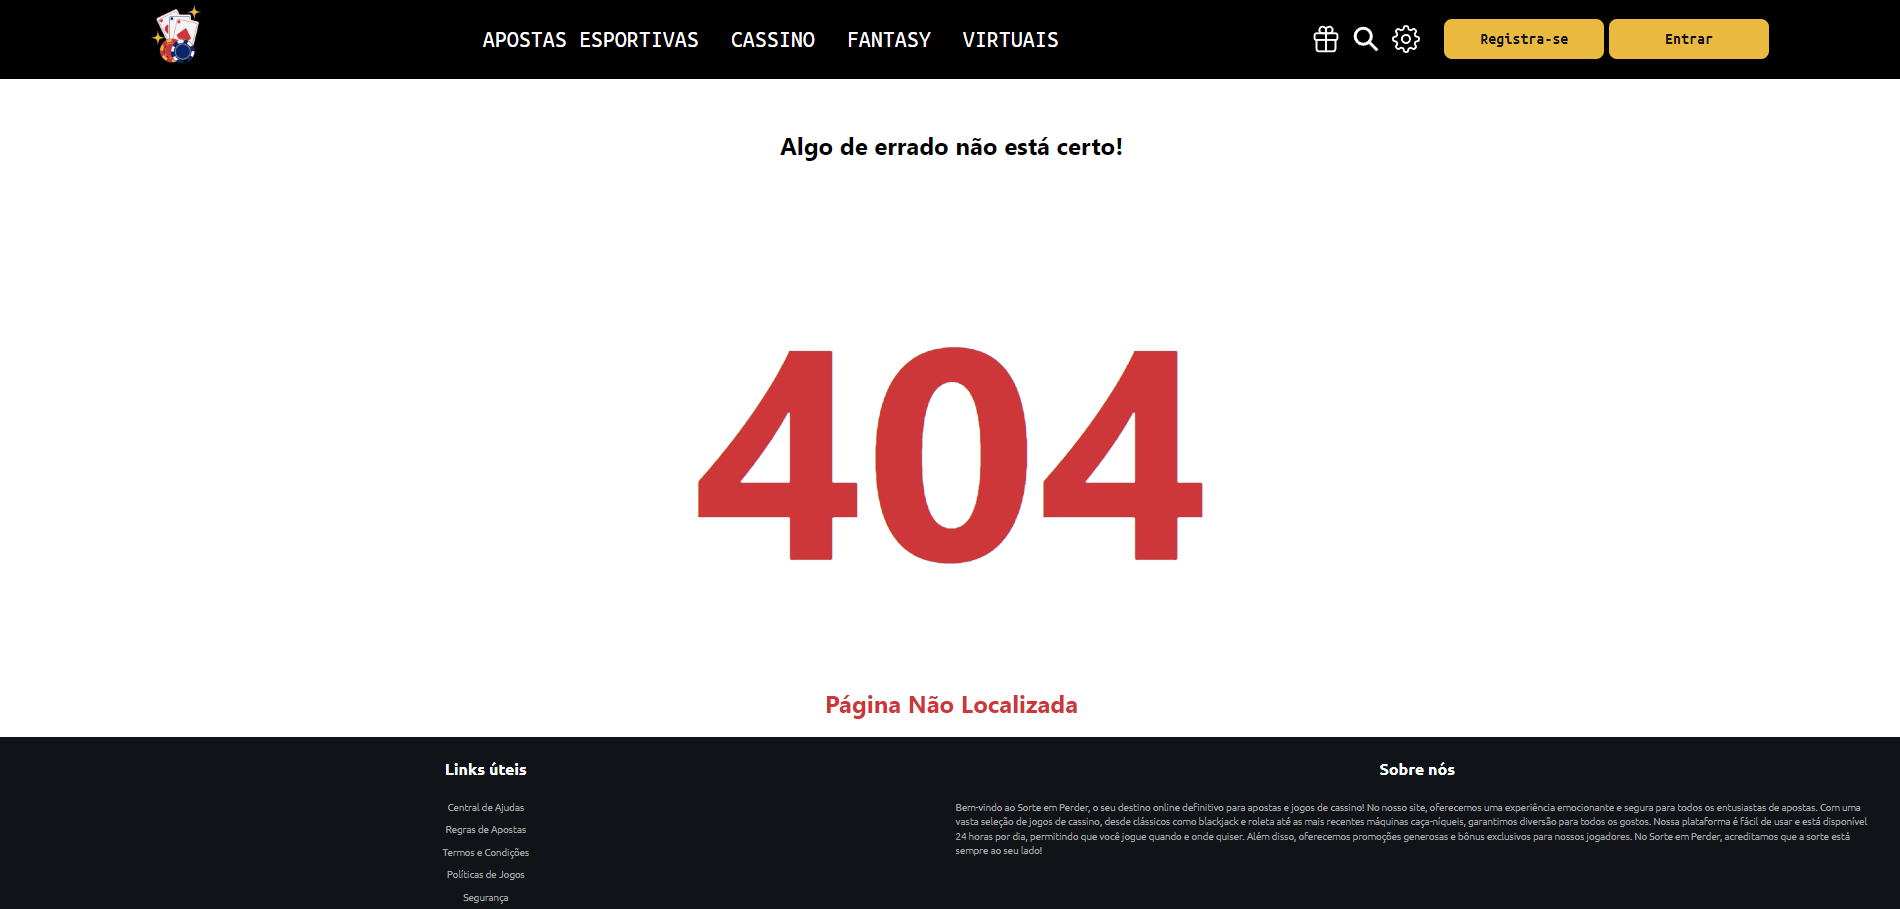 APOSTAS ESPORTIVAS CASSINO FANTASY VIRTUAIS Registra-se Entrar
Algo de errado não está certo!
404
Página Não Localizada
Links úteis
Central de Ajudas
Regras de Apostas
Termos e Condições
Políticas de Jogos
Segurança
Sobre nós
Bem-vindo ao Sorte em Perder, o seu destino online definitivo para apostas e jogos de cassino! No nosso site, oferecemos uma experiência emocionante e segura para todos os entusiastas de apostas. Com uma
vasta seleção de jogos de cassino, desde clássicos como blackjack e roleta até as mais recentes máquinas caça-níqueis, garantimos diversão para todos os gostos. Nossa plataforma é fácil de usar e está disponível
24 horas por dia, permitindo que você jogue quando e onde quiser. Além disso, oferecemos promoções generosas e bônus exclusivos para nossos jogadores. No Sorte em Perder, acreditamos que a sorte está
sempre ao seu lado!